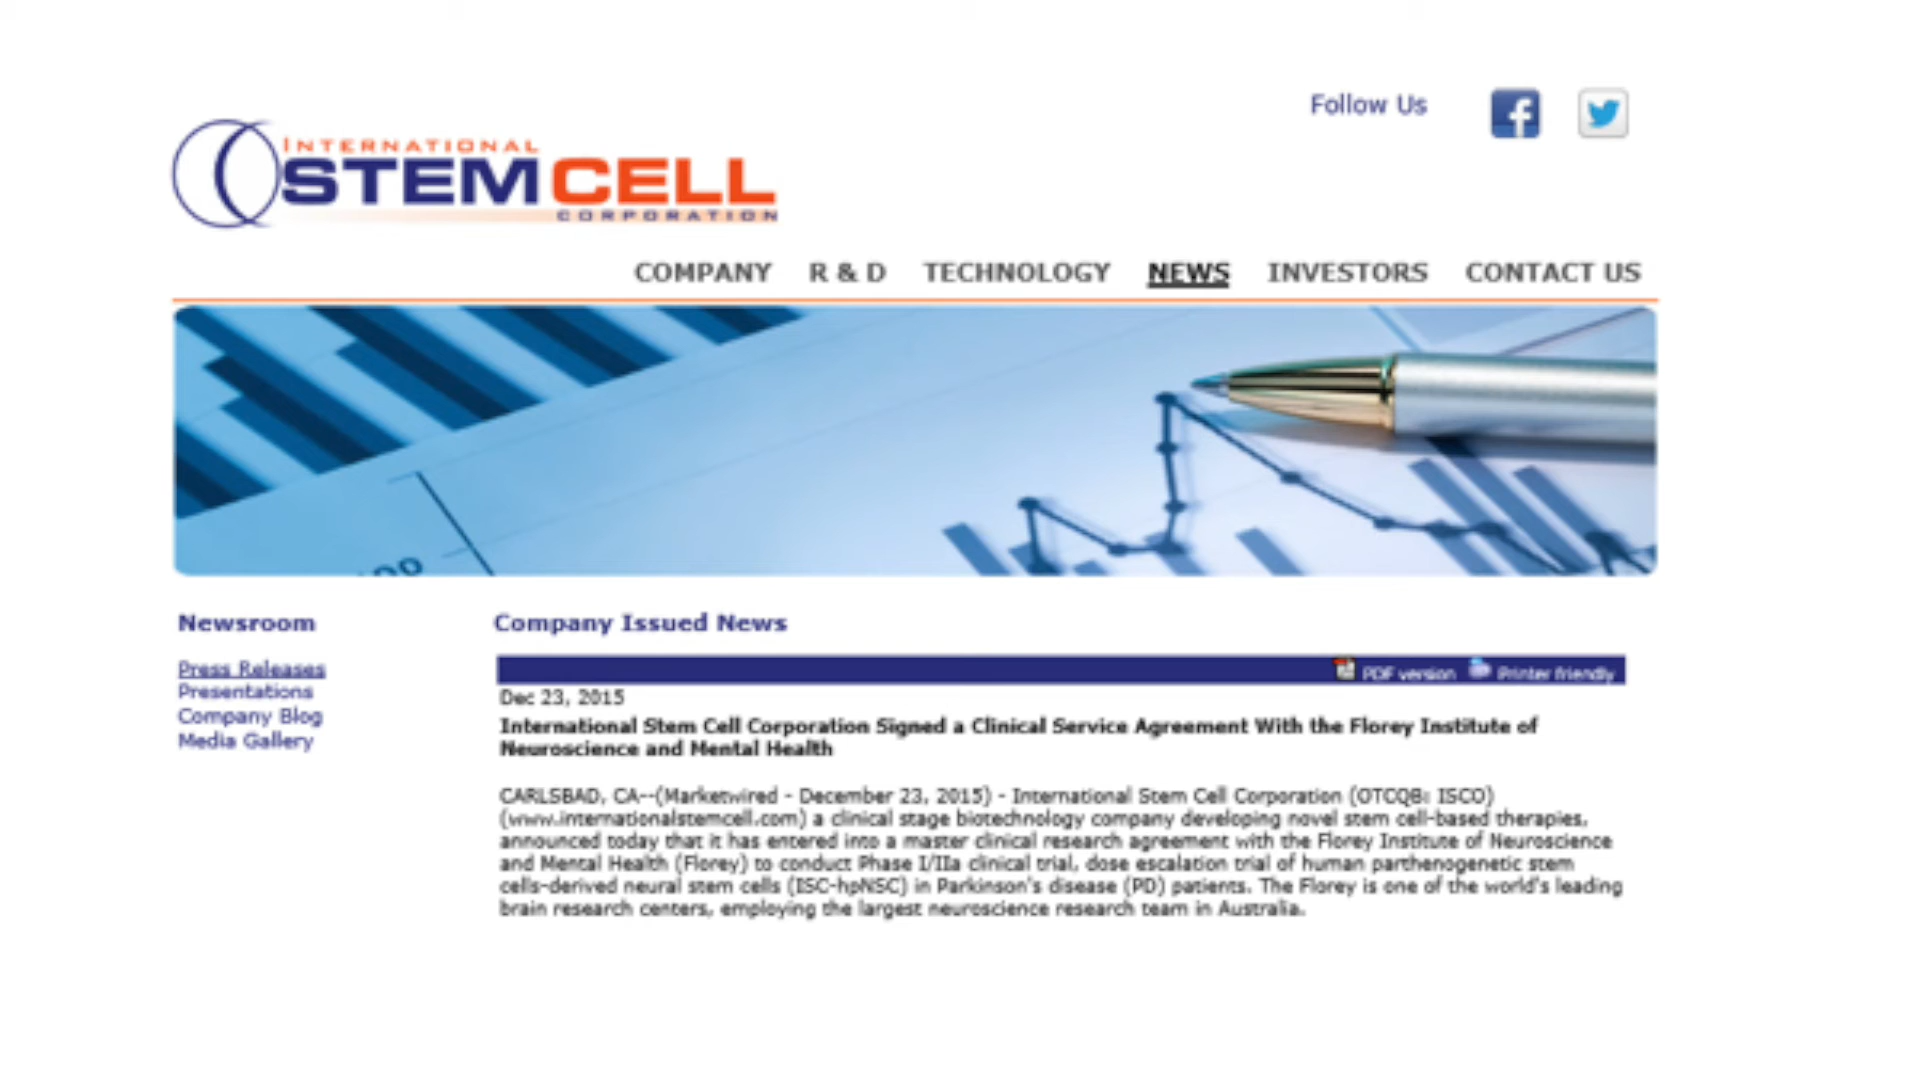 Follow Us
INTERNATIONAL
STEM CELL
CORPORATION
COMPANY R & D TECHNOLOGY NEWS INVESTORS CONTACT US
Newsroom
Press Releases
Presentations
Company Blog
Media Gallery
Company Issued News
PDF version Printer friendly
Dec 23, 2015
International Stem Cell Corporation Signed a Clinical Service Agreement With the Florey Institute of
Neuroscience and Mental Health
CARLSBAD, CA--(Marketwired - December 23, 2015) - International Stem Cell Corporation (OTCQB: ISCO)
(www.internationalstemcell.com) a clinical stage biotechnology company developing novel stem cell-based therapies,
announced today that it has entered into a master clinical research agreement with the Florey Institute of Neuroscience
and Mental Health (Florey) to conduct Phase I/IIa clinical trial, dose escalation trial of human parthenogenetic stem
cells-derived neural stem cells (ISC-hpNSC) in Parkinson's disease (PD) patients. The Florey is one of the world's leading
brain research centers, employing the largest neuroscience research team in Australia.